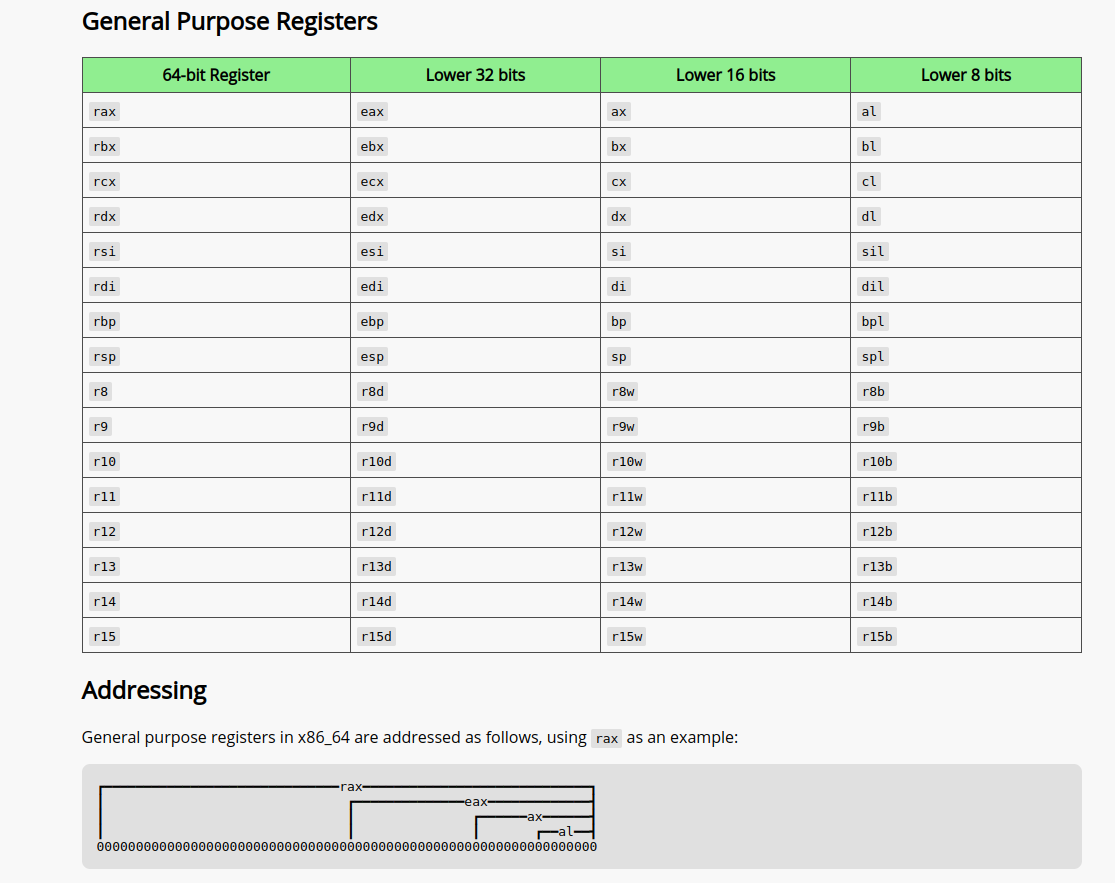 General Purpose Registers
64-bit Register Lower 32 bits Lower 16 bits Lower 8 bits
rax eax ax al
rbx ebx bx bl
rcx ecx cx cl
rdx edx dx dl
rsi esi si sil
rdi edi di dil
rbp ebp bp bpl
rsp esp sp spl
r8 r8d r8w r8b
r9 r9d r9w r9b
r10 r10d r10w r10b
r11 r11d r11w r11b
r12 r12d r12w r12b
r13 r13d r13w r13b
r14 r14d r14w r14b
r15 r15d r15w r15b
Addressing
General purpose registers in x86_64 are addressed as follows, using rax as an example:
rax
eax
ax
al
0000000000000000000000000000000000000000000000000000000000000000